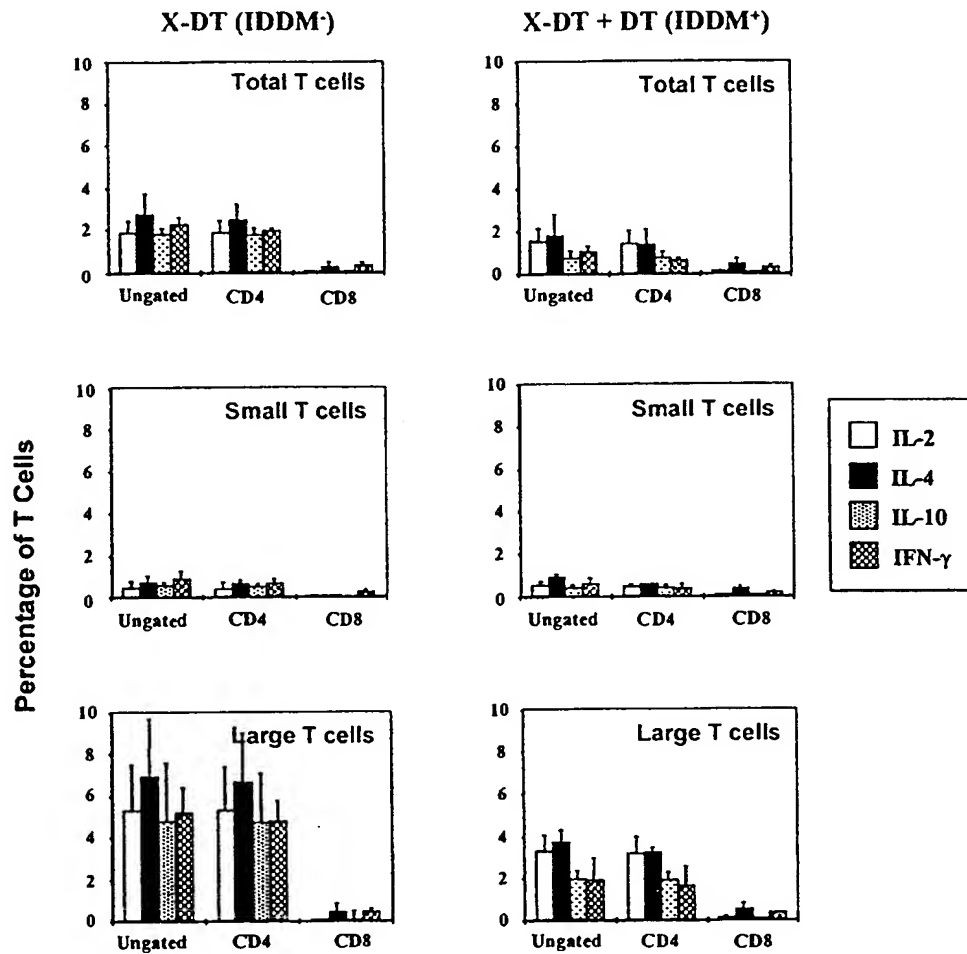 X-DT (IDDM-)
X-DT + DT (IDDM+)
Percentage of T Cells
Total T cells
10
8
6
4
2
0
Ungated CD4 CD8
Total T cells
10
8
6
4
2
0
Ungated CD4 CD8
Small T cells
10
8
6
4
2
0
Ungated CD4 CD8
Small T cells
10
8
6
4
2
0
Ungated CD4 CD8
Large T cells
10
8
6
4
2
0
Ungated CD4 CD8
Large T cells
10
8
6
4
2
0
Ungated CD4 CD8
IL-2
IL-4
IL-10
IFN-γ